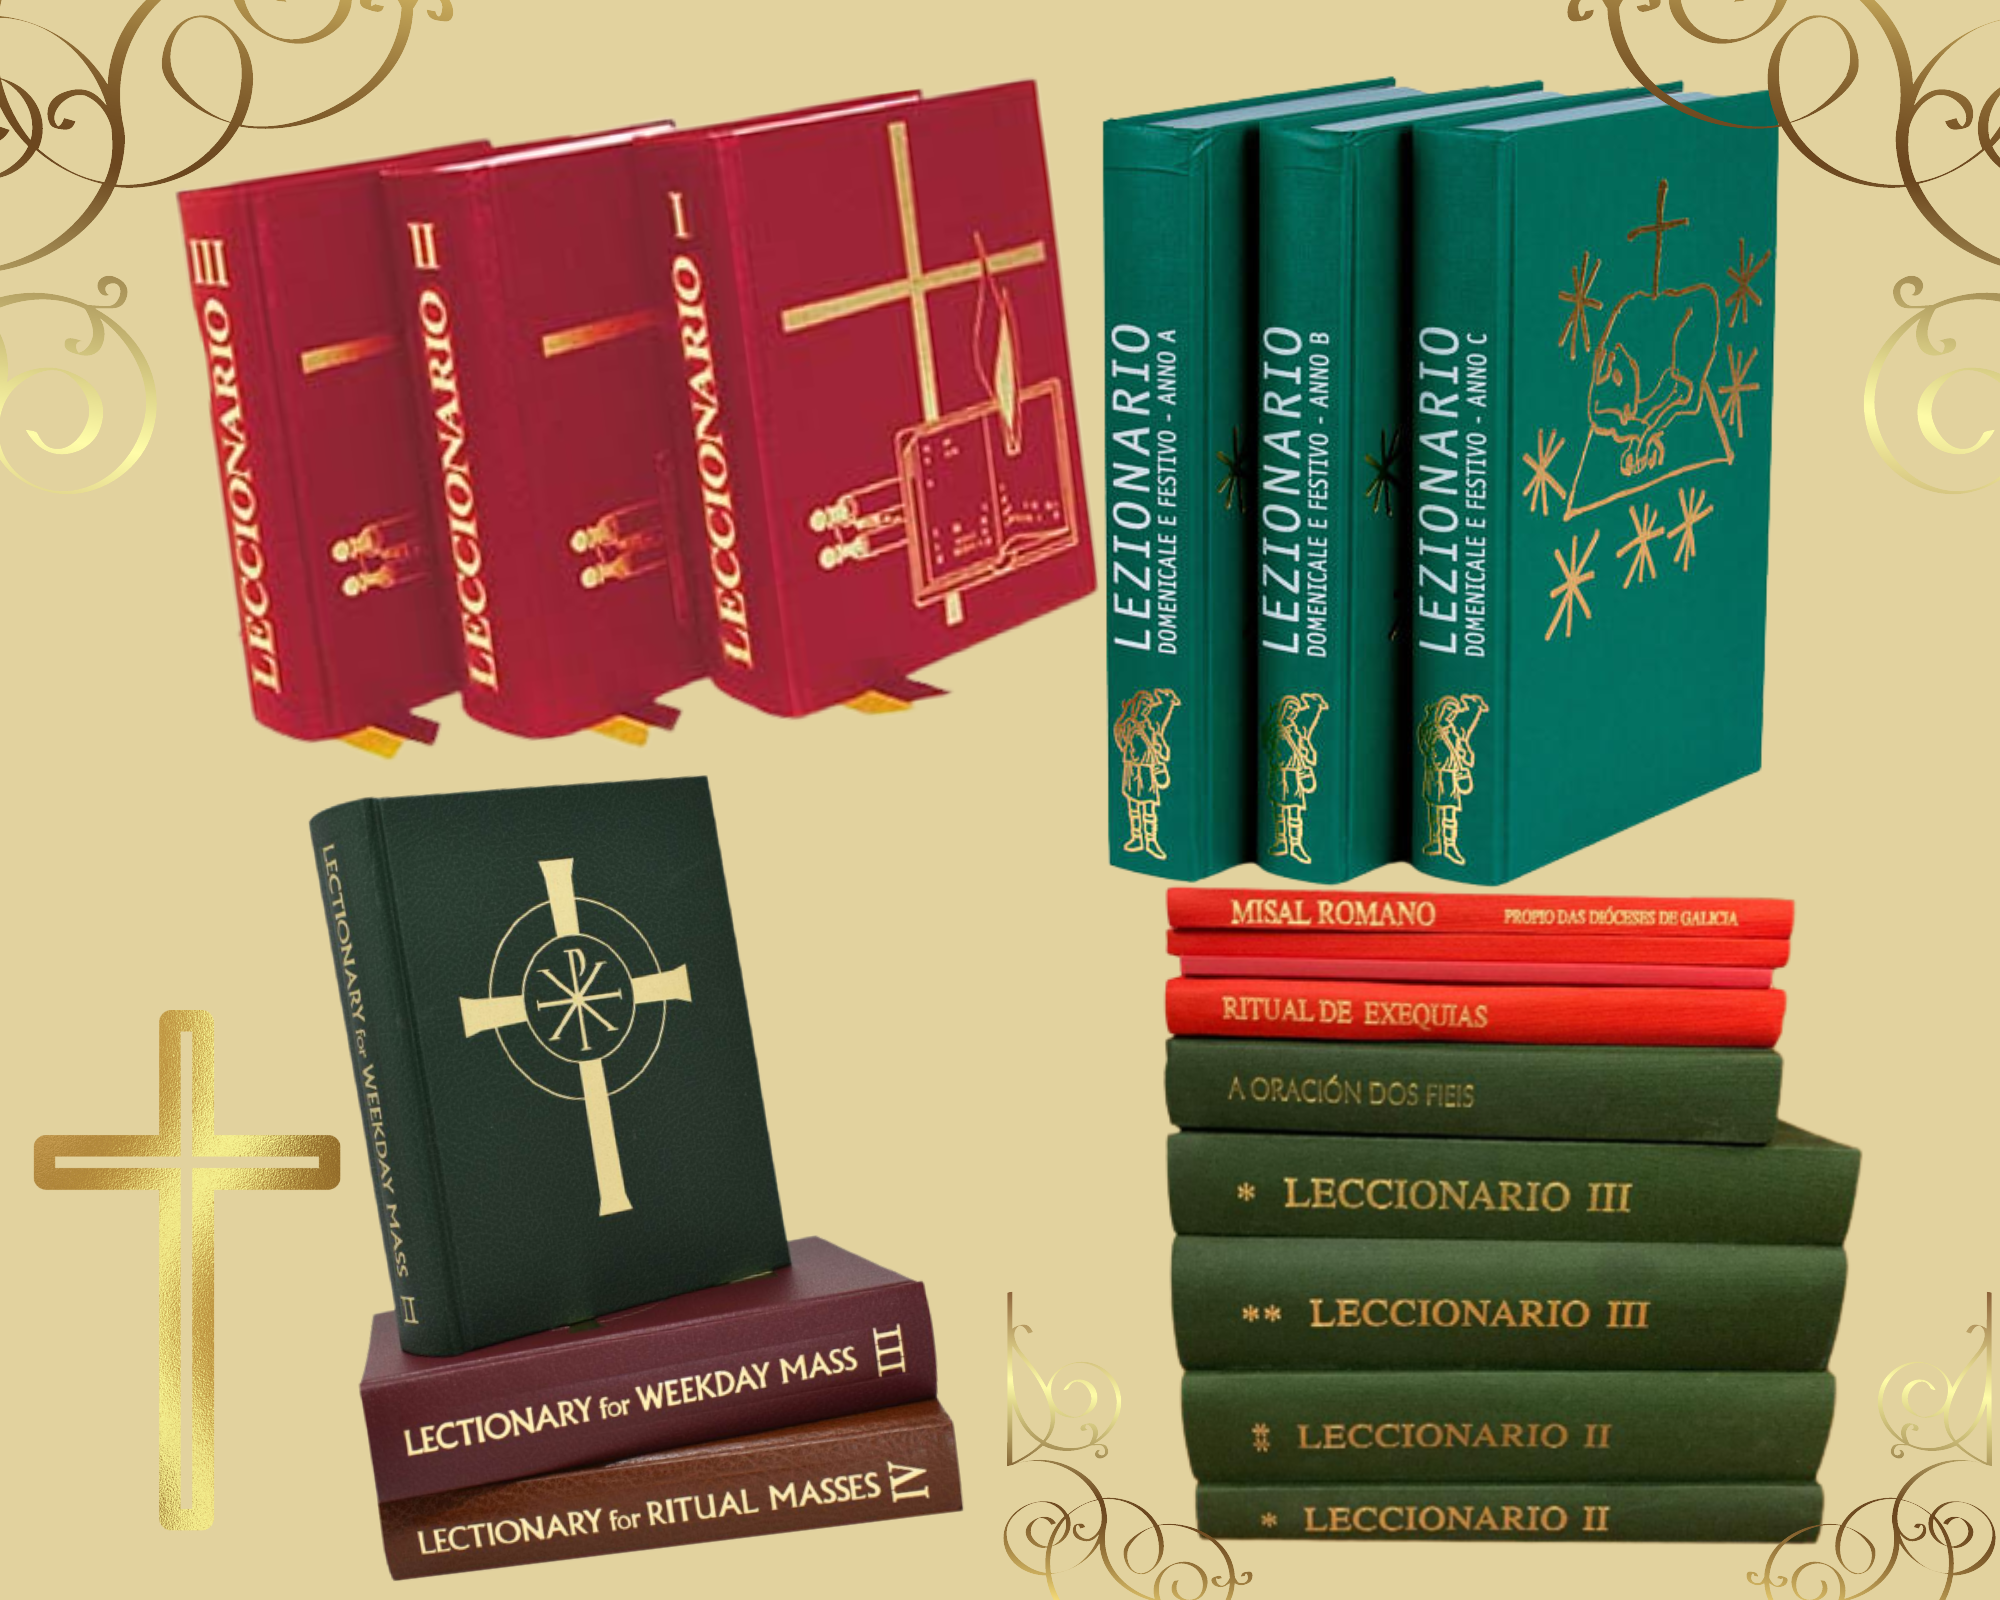 LECCIONARIO III
LECCIONARIO II
LECCIONARIO I
LEZIONARIO
DOMENICALE E FESTIVO - ANNO A
LEZIONARIO
DOMENICALE E FESTIVO - ANNO B
LEZIONARIO
DOMENICALE E FESTIVO - ANNO C
LECTIONARY for WEEKDAY MASS II
LECTIONARY for WEEKDAY MASS III
LECTIONARY for RITUAL MASSES IV
MISAL ROMANO PROPIO DAS DIÓCESES DE GALICIA
RITUAL DE EXEQUIAS
A ORACIÓN DOS FIEIS
* LECCIONARIO III
** LECCIONARIO III
** LECCIONARIO II
* LECCIONARIO II